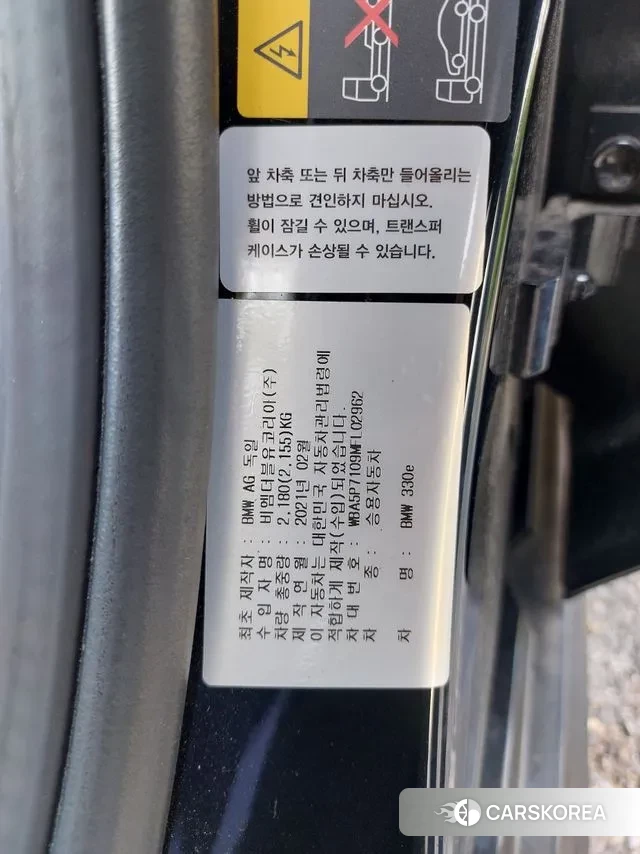 앞 차축 또는 뒤 차축만 들어올리는
방법으로 견인하지 마십시오.
휠이 잠길 수 있으며, 트랜스퍼
케이스가 손상될 수 있습니다.
최초 제작자 : BMW AG 독일
수 입 자 명 : 비엠더블유코리아(주)
차량 총중량 : 2,180(2,155)KG
제 작 연 월 : 2021년 02월
이 자동차는 대한민국 자동차관리법령에
적합하게 제작(수입)되었습니다.
차 대 번 호 : WBA5P7109MFL02962
차 종 : 승용자동차
차 명 : BMW 330e
CARSKOREA